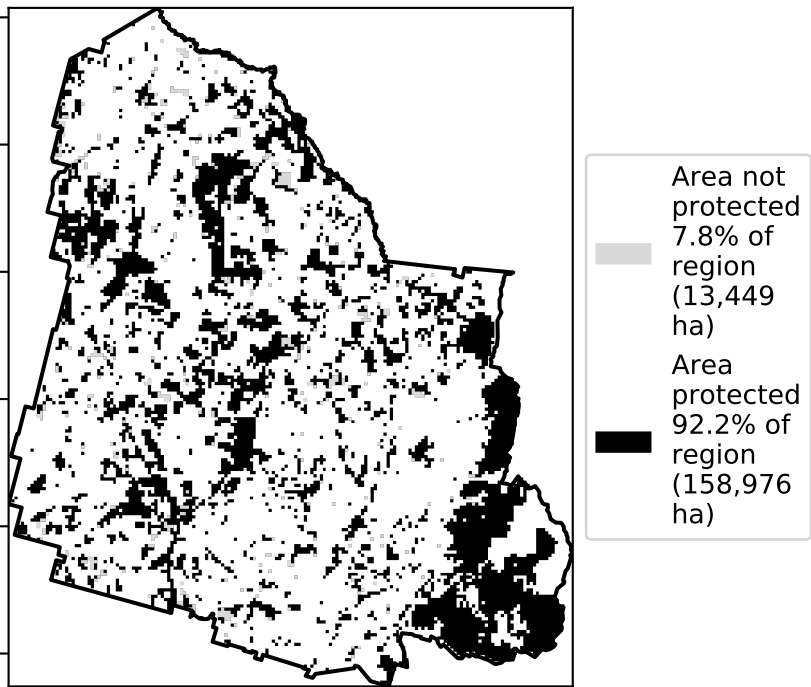 Area not
protected
7.8% of
region
(13,449
ha)
Area
protected
92.2% of
region
(158,976
ha)